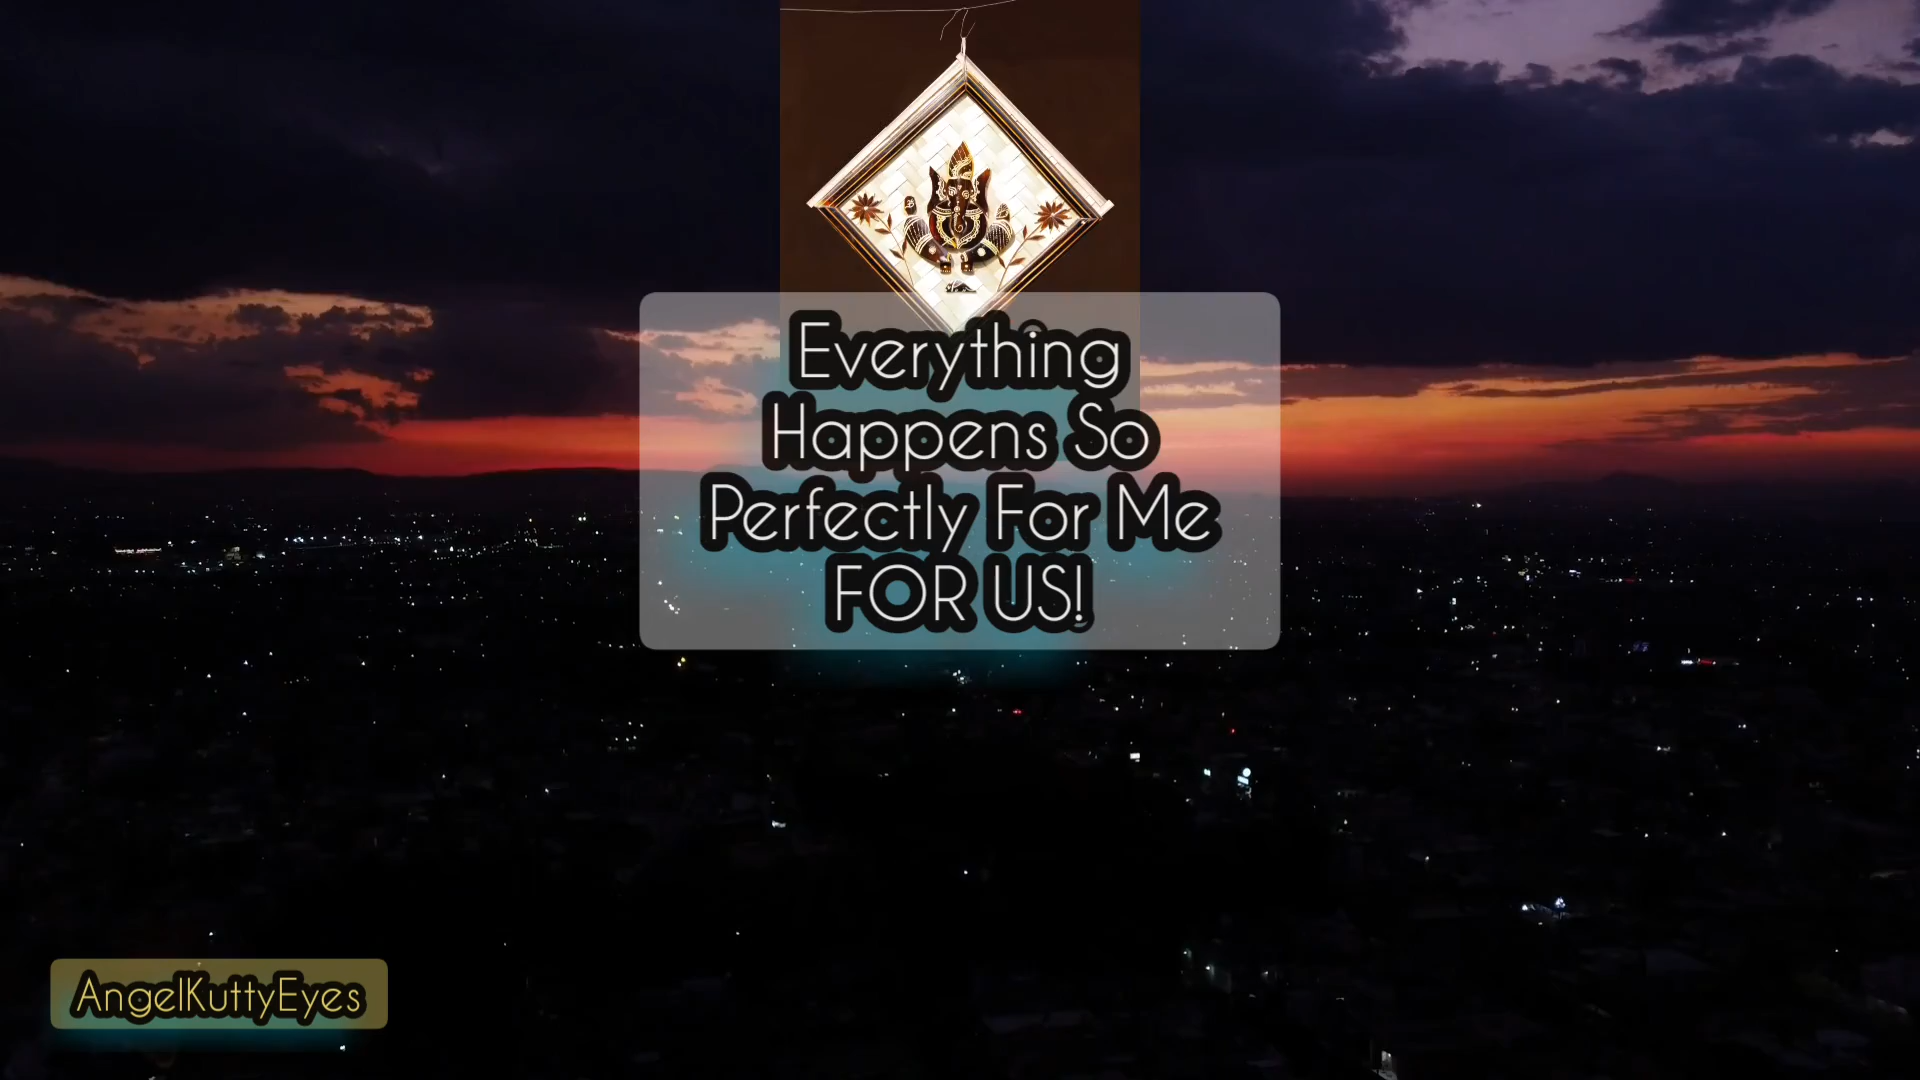 Everything
Happens So
Perfectly For Me
FOR US!
AngelKuttyEyes